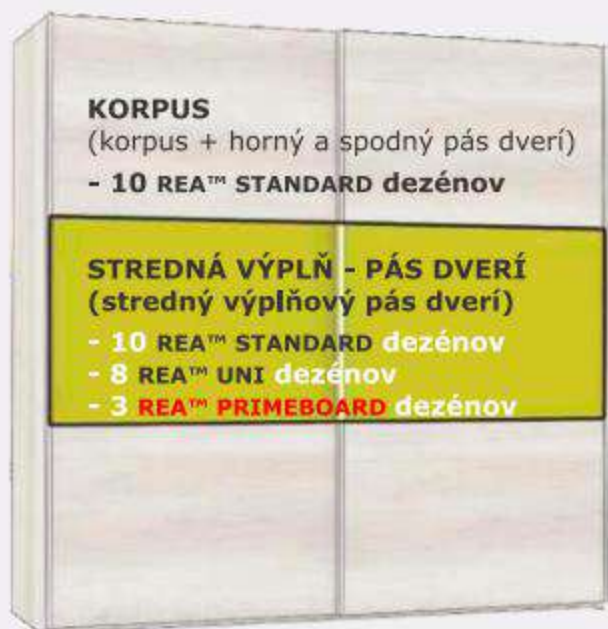 KORPUS
(korpus + horný a spodný pás dverí)
- 10 REA™ STANDARD dezénov
STREDNÁ VÝPLŇ - PÁS DVERÍ
(stredný výplňový pás dverí)
- 10 REA™ STANDARD dezénov
- 8 REA™ UNI dezénov
- 3 REA™ PRIMEBOARD dezénov